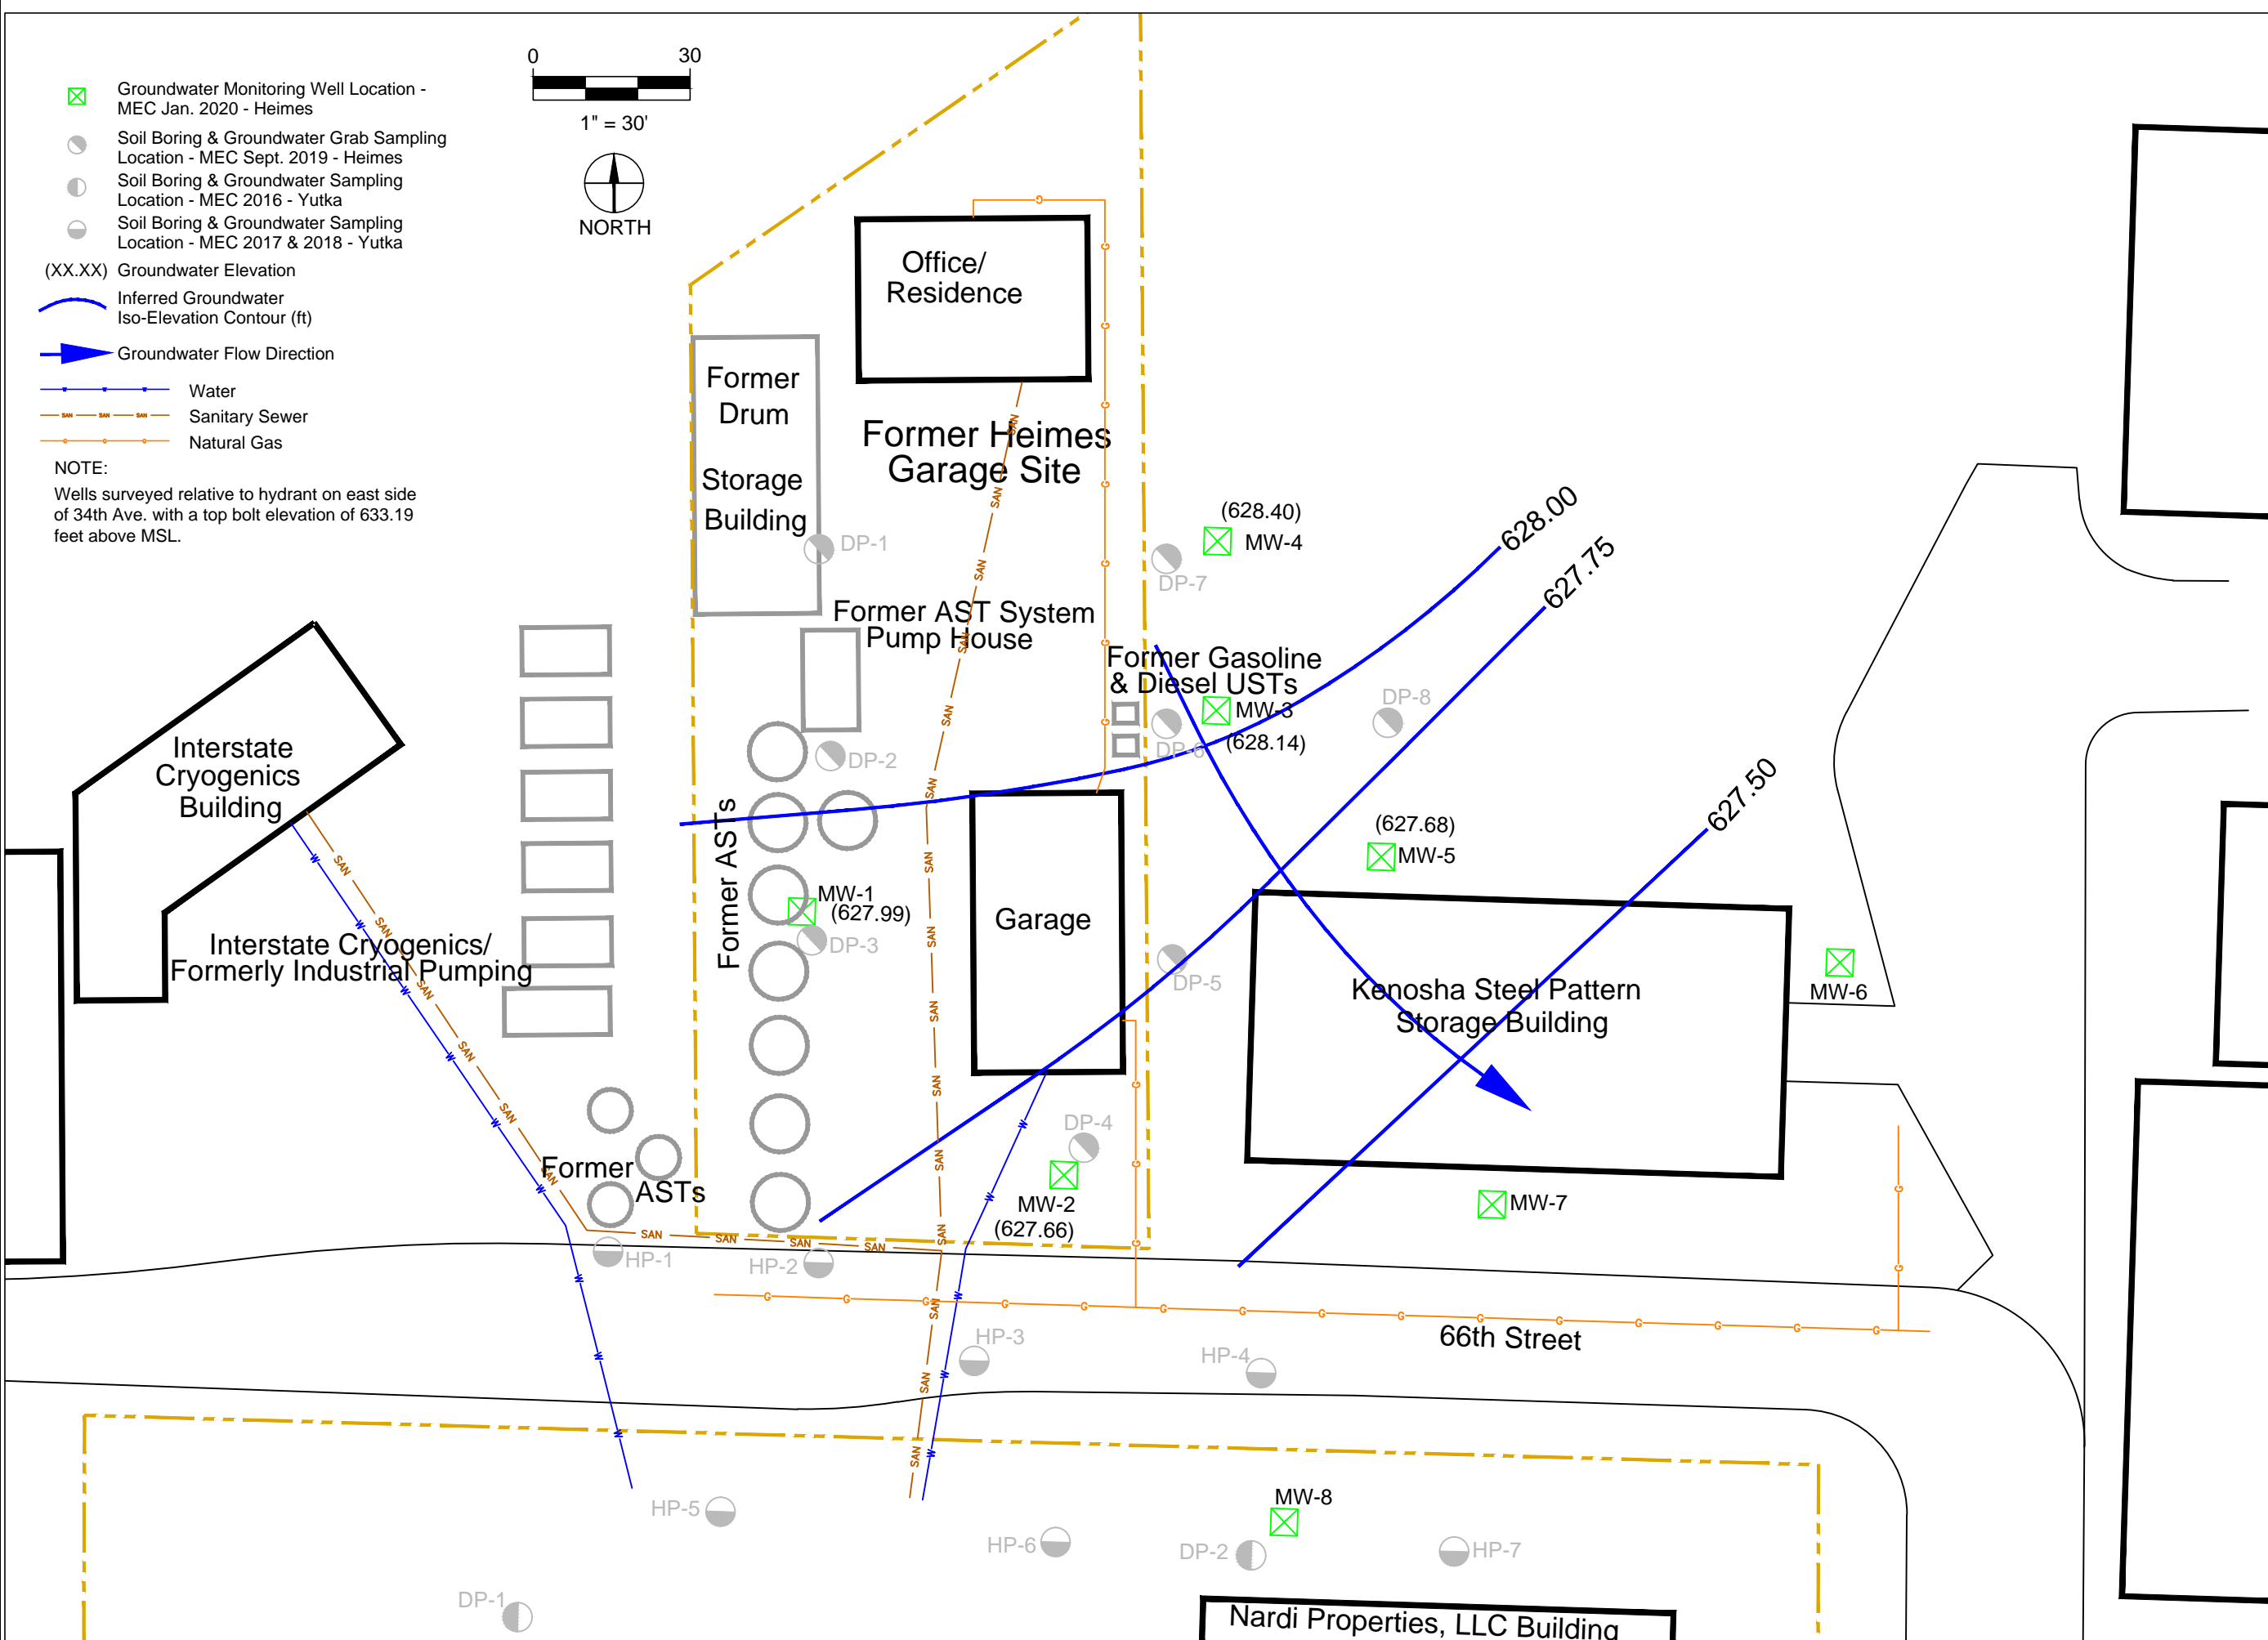 0 30
1" = 30'
NORTH
Groundwater Monitoring Well Location -
MEC Jan. 2020 - Heimes
Soil Boring & Groundwater Grab Sampling
Location - MEC Sept. 2019 - Heimes
Soil Boring & Groundwater Sampling
Location - MEC 2016 - Yutka
Soil Boring & Groundwater Sampling
Location - MEC 2017 & 2018 - Yutka
(XX.XX) Groundwater Elevation
Inferred Groundwater
Iso-Elevation Contour (ft)
Groundwater Flow Direction
W W W Water
SAN SAN SAN Sanitary Sewer
G G G Natural Gas
NOTE:
Wells surveyed relative to hydrant on east side
of 34th Ave. with a top bolt elevation of 633.19
feet above MSL.
Office/
Residence
Former
Drum
Storage
Building
Former Heimes
Garage Site
DP-1
(628.40)
MW-4
DP-7
628.00
627.75
Former AST System
Pump House
Former Gasoline
& Diesel USTs
MW-3
(628.14)
DP-6
DP-8
DP-2
Interstate
Cryogenics
Building
627.50
(627.68)
MW-5
Former ASTs
MW-1
(627.99)
DP-3
Garage
Interstate Cryogenics/
Formerly Industrial Pumping
DP-5
Kenosha Steel Pattern
Storage Building
MW-6
DP-4
Former
ASTs
MW-2
(627.66)
MW-7
HP-1
HP-2
66th Street
HP-3
HP-4
HP-5
MW-8
HP-6
DP-2
HP-7
DP-1
Nardi Properties, LLC Building